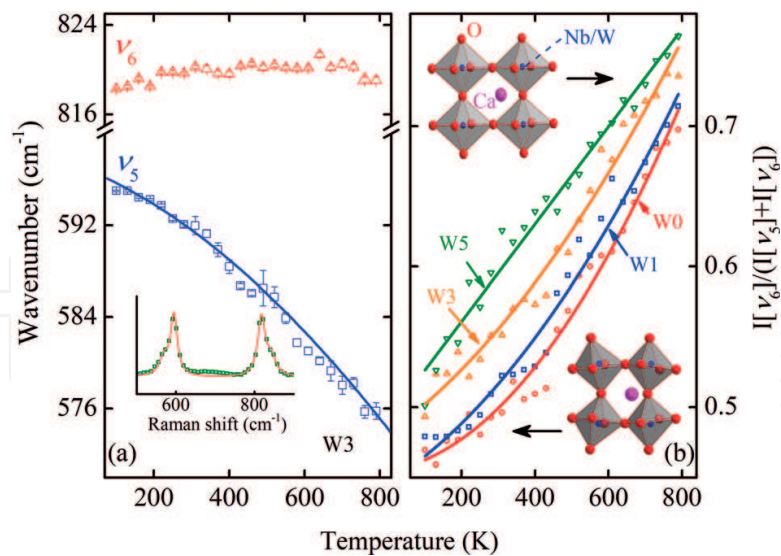 824
816
592
584
576
Wavenumber (cm⁻¹)
ν₆
ν₅
600 800
Raman shift (cm⁻¹)
W3
(a)
200 400 600 800
O
Nb/W
Ca
W5
W3
W1
W0
(b)
200 400 600 800
0.7
0.6
0.5
I[ν₆]/(I[ν₅]+I[ν₆])
Temperature (K)